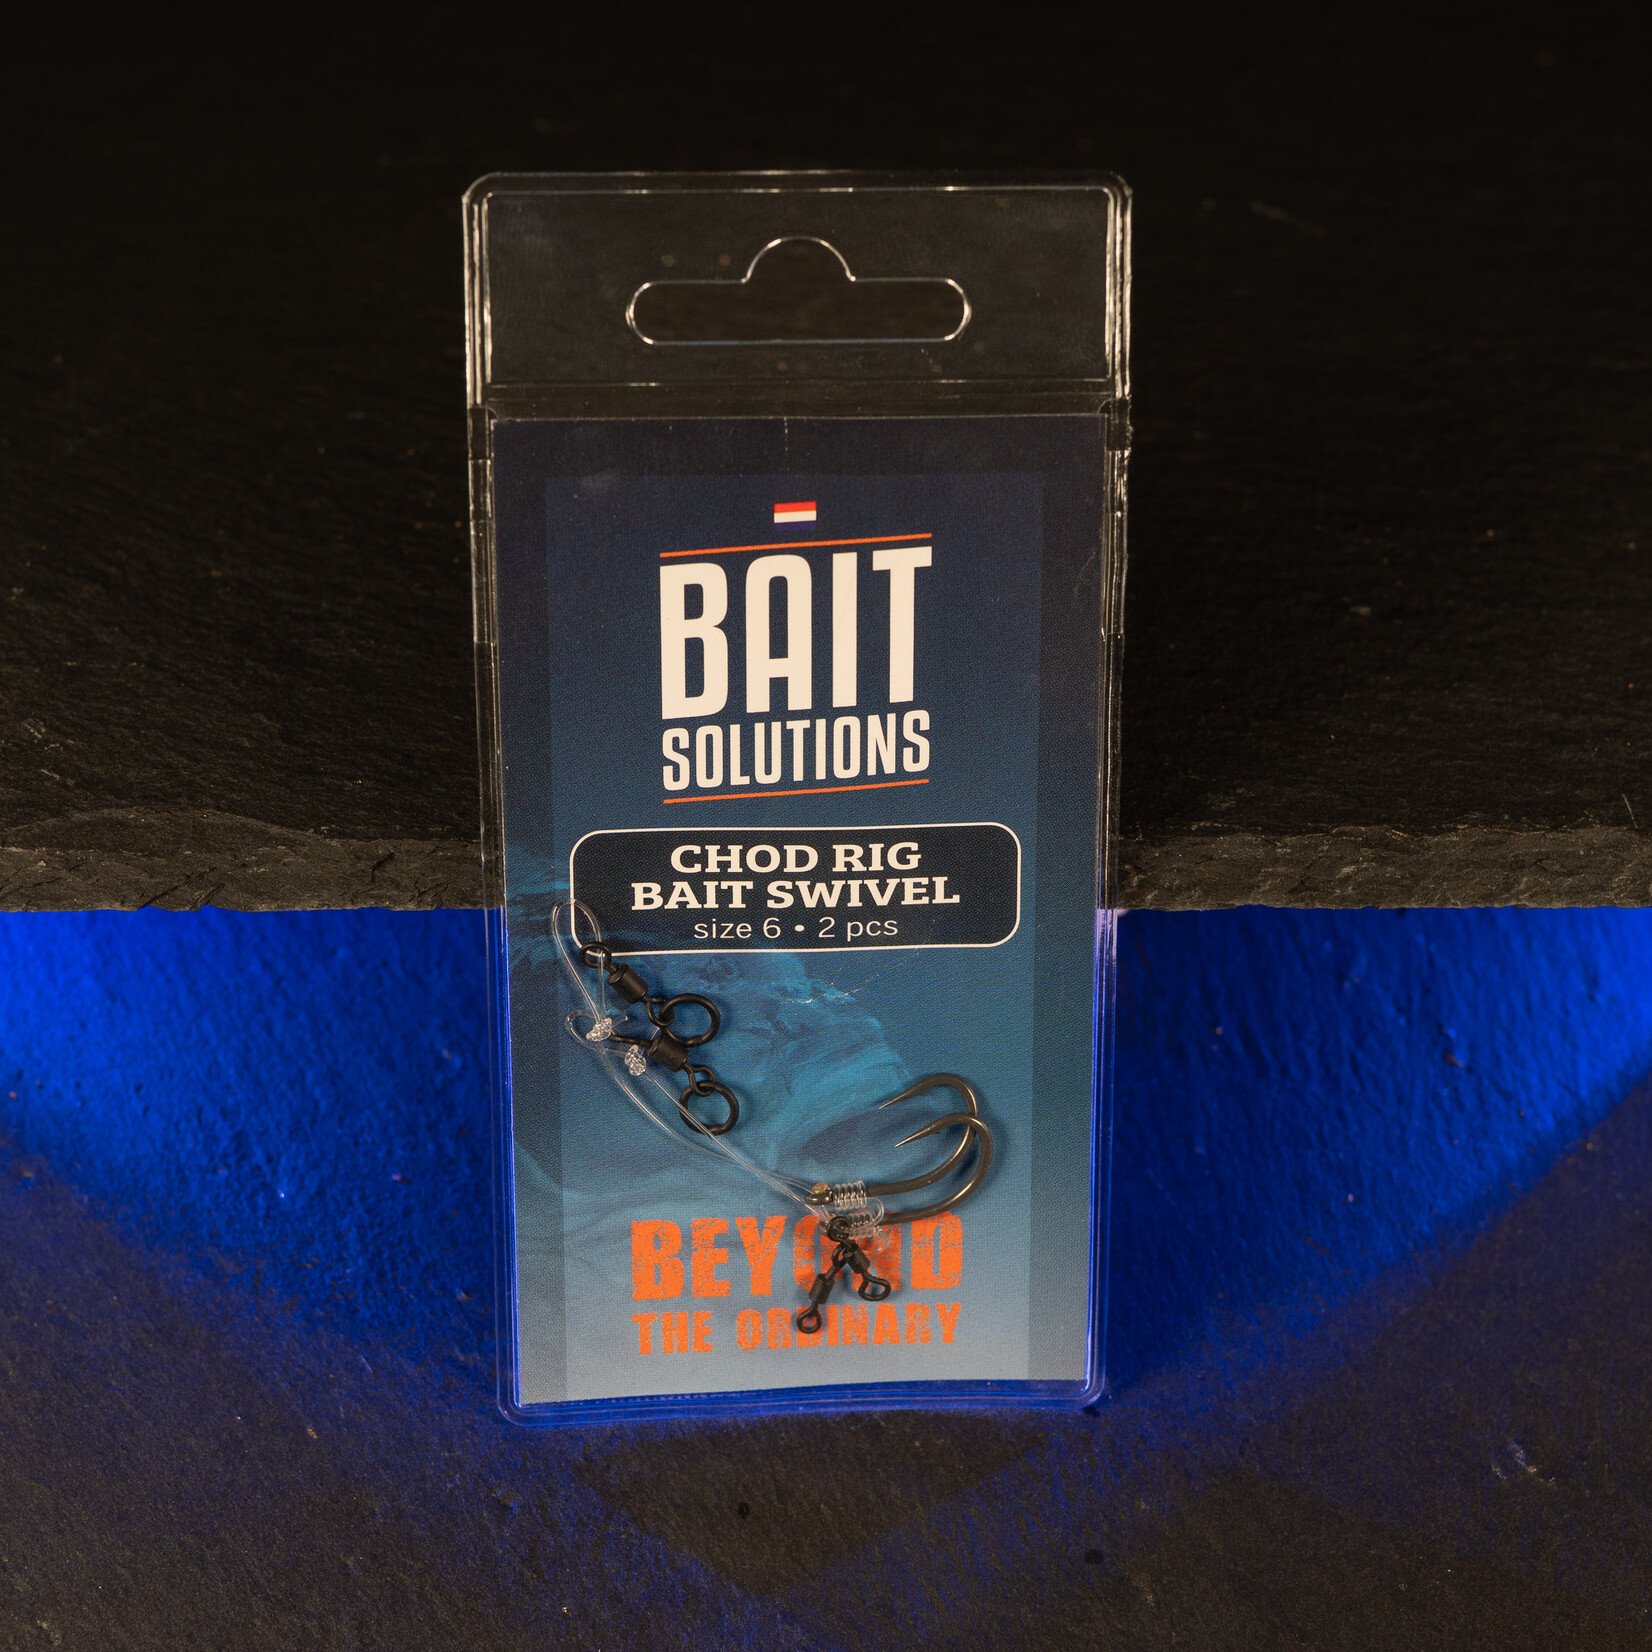 BAIT
SOLUTIONS
CHOD RIG
BAIT SWIVEL
size 6 • 2 pcs
BEYOND
THE ORDINARY